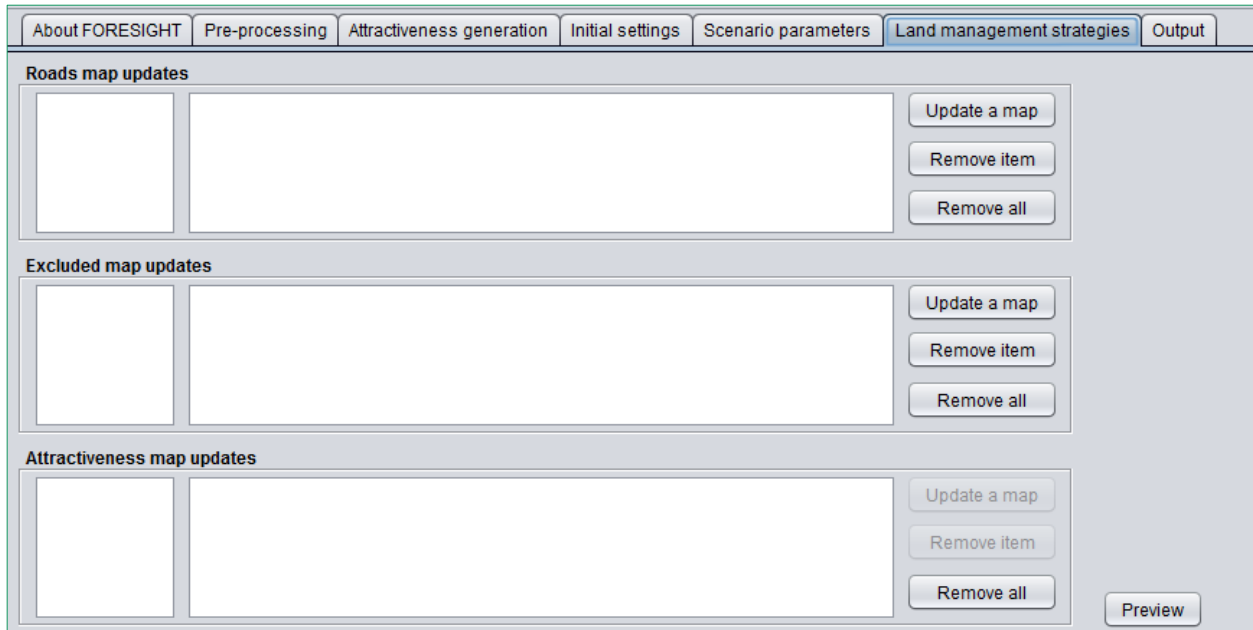 About FORESIGHT Pre-processing Attractiveness generation Initial settings Scenario parameters Land management strategies Output
Roads map updates
Update a map
Remove item
Remove all
Excluded map updates
Update a map
Remove item
Remove all
Attractiveness map updates
Update a map
Remove item
Remove all
Preview